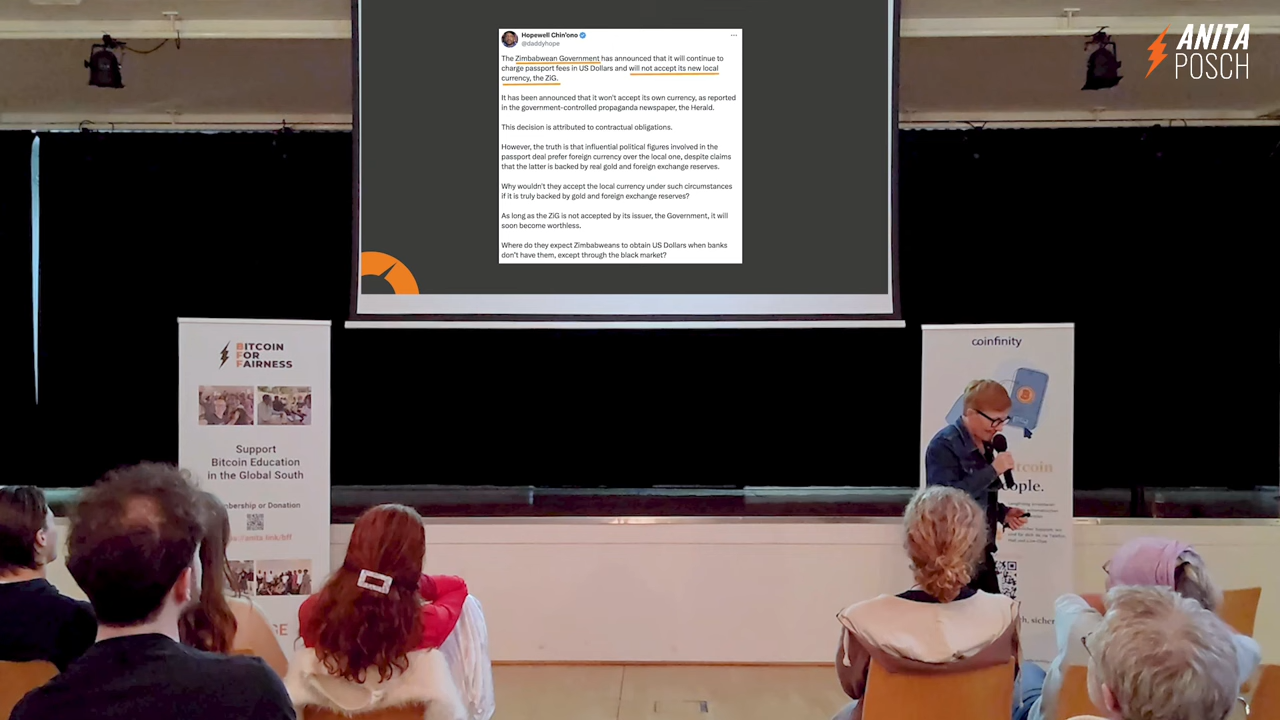 Hopewell Chin'ono
@daddyhope
The Zimbabwean Government has announced that it will continue to
charge passport fees in US Dollars and will not accept its new local
currency, the ZiG.
It has been announced that it won't accept its own currency, as reported
in the government-controlled propaganda newspaper, the Herald.
This decision is attributed to contractual obligations.
However, the truth is that influential political figures involved in the
passport deal prefer foreign currency over the local one, despite claims
that the latter is backed by real gold and foreign exchange reserves.
Why wouldn't they accept the local currency under such circumstances
if it is truly backed by gold and foreign exchange reserves?
As long as the ZiG is not accepted by its issuer, the Government, it will
soon become worthless.
Where do they expect Zimbabweans to obtain US Dollars when banks
don't have them, except through the black market?
ANITA
POSCH
BITCOIN
FOR
FAIRNESS
Support
Bitcoin Education
in the Global South
or Donation
coinfinity